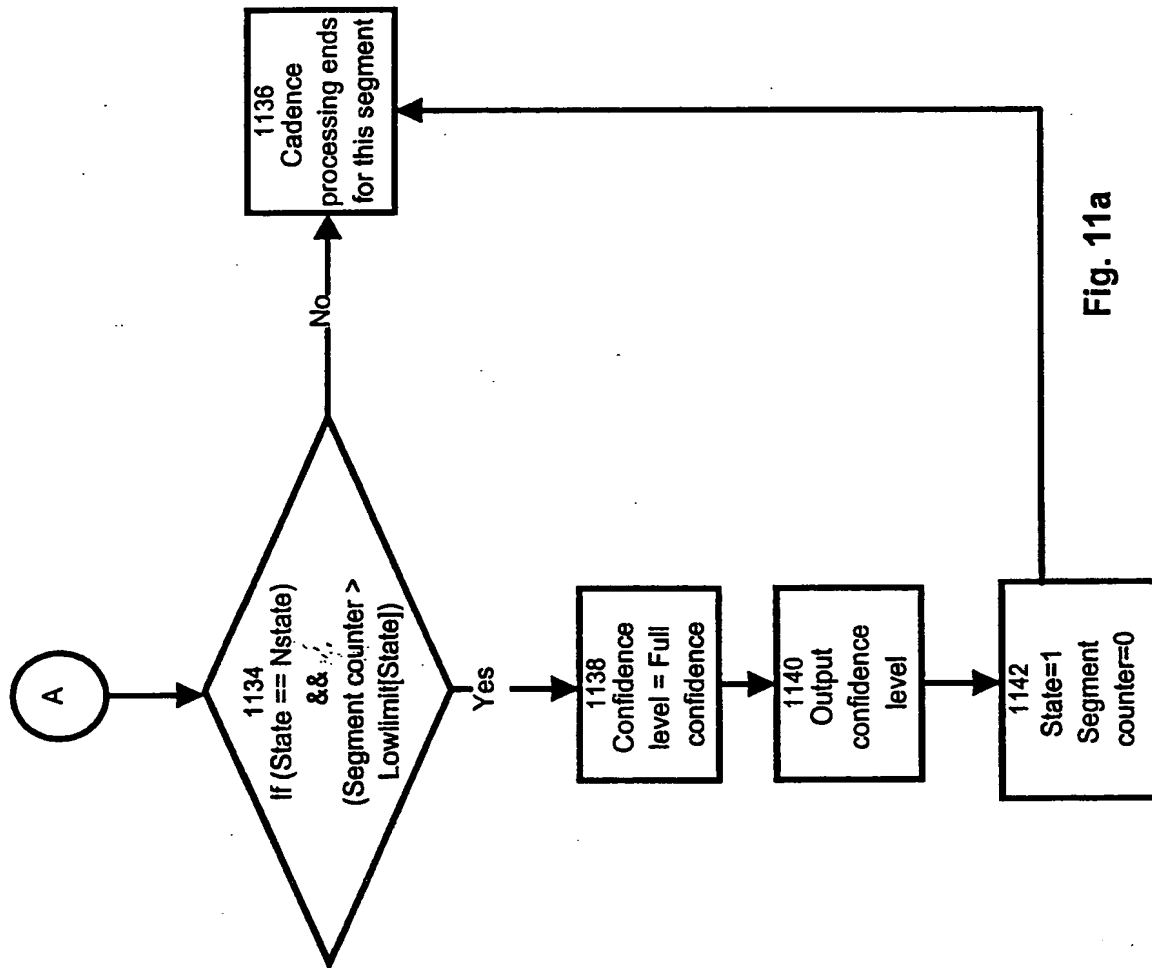 A
1134
If (State == Nstate)
&&
(Segment counter >
Lowlimit[State])
No
1136
Cadence
processing ends
for this segment
Yes
1138
Confidence
level = Full
confidence
1140
Output
confidence
level
1142
State=1
Segment
counter=0
Fig. 11a